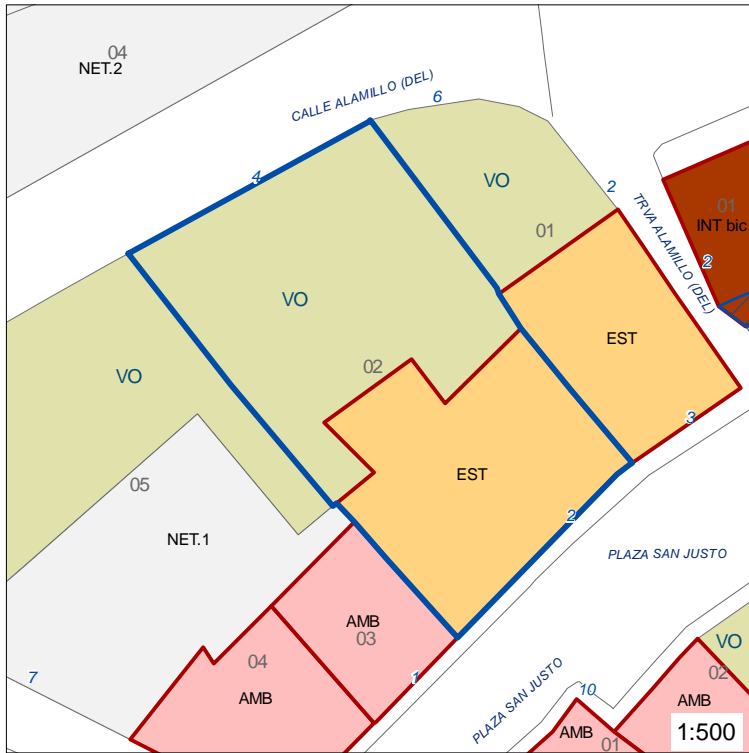 04
NET.2
CALLE ALAMILLO (DEL)
6
4
VO
2
01
TRVA ALAMILLO (DEL)
01
INT bic
2
VO
EST
VO
02
3
05
EST
2
NET.1
PLAZA SAN JUSTO
AMB
03
04
VO
02
7
1
AMB
PLAZA SAN JUSTO
10
AMB
AMB
01
1:500